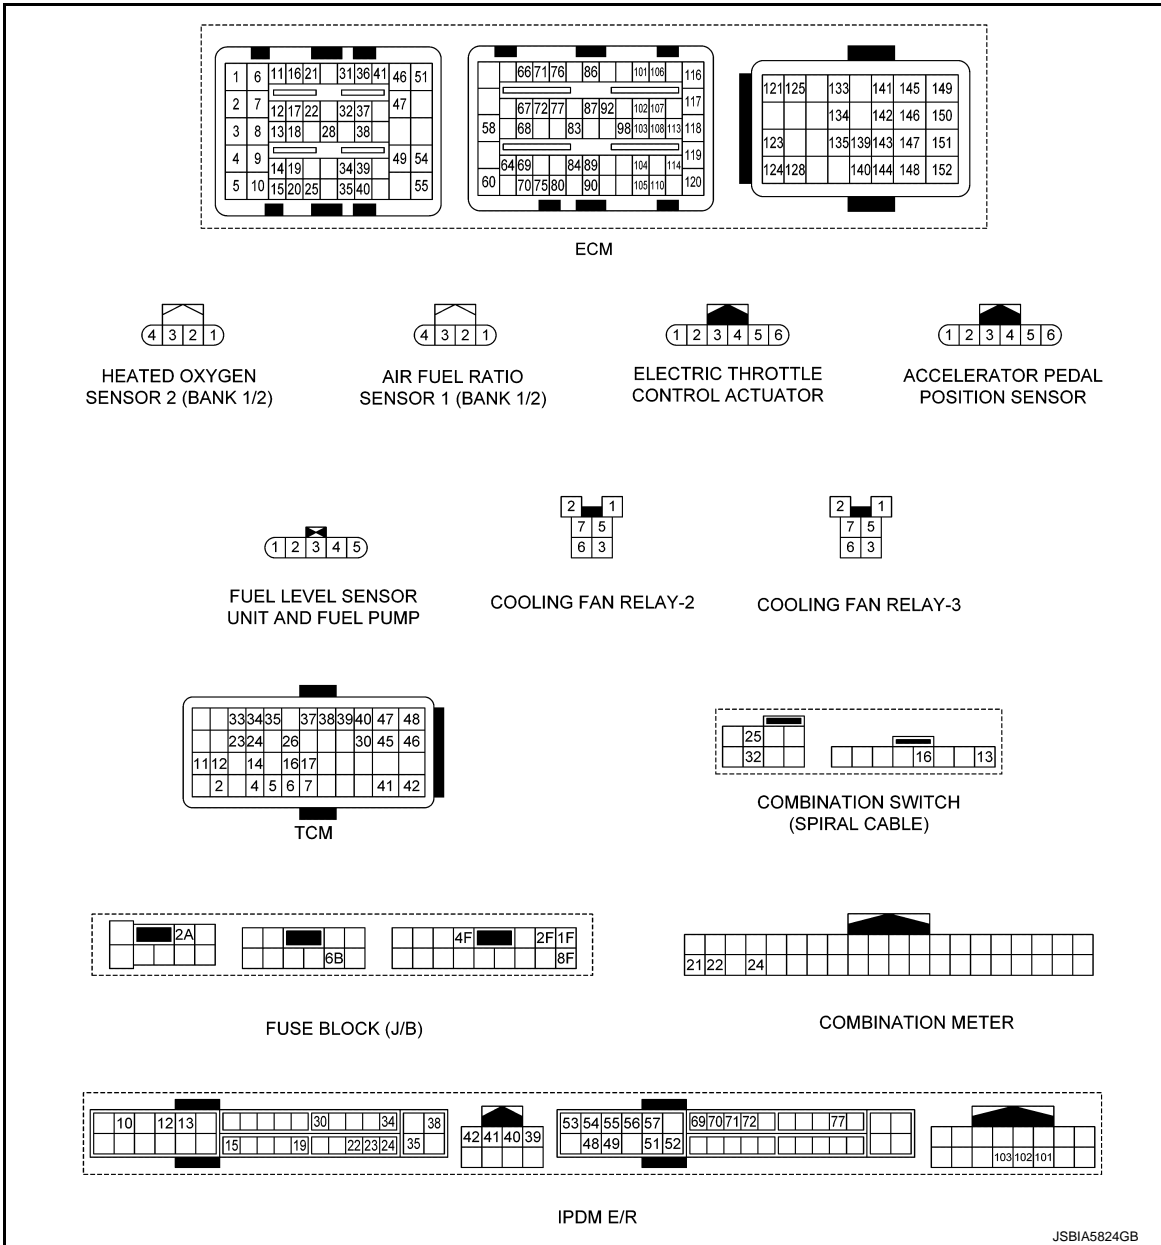 1 6 11 16 21 31 36 41 46 51
2 7 12 17 22 32 37 47
3 8 13 18 28 38
4 9 14 19 34 39 49 54
5 10 15 20 25 35 40 55
66 71 76 86 101 106 116
67 72 77 87 92 102 107 117
58 68 83 98 103 108 113 118
64 69 84 89 104 114 119
60 70 75 80 90 105 110 120
121 125 133 141 145 149
134 142 146 150
123 135 139 143 147 151
124 128 140 144 148 152
ECM
4 3 2 1
HEATED OXYGEN
SENSOR 2 (BANK 1/2)
4 3 2 1
AIR FUEL RATIO
SENSOR 1 (BANK 1/2)
1 2 3 4 5 6
ELECTRIC THROTTLE
CONTROL ACTUATOR
1 2 3 4 5 6
ACCELERATOR PEDAL
POSITION SENSOR
1 2 3 4 5
FUEL LEVEL SENSOR
UNIT AND FUEL PUMP
2 1
7 5
6 3
COOLING FAN RELAY-2
2 1
7 5
6 3
COOLING FAN RELAY-3
33 34 35 37 38 39 40 47 48
23 24 26 30 45 46
11 12 14 16 17
2 4 5 6 7 41 42
TCM
25
32
16 13
COMBINATION SWITCH
(SPIRAL CABLE)
2A
6B
4F 2F 1F
8F
FUSE BLOCK (J/B)
21 22 24
COMBINATION METER
10 12 13 30 34 38
15 19 22 23 24 35
42 41 40 39
53 54 55 56 57 69 70 71 72 77
48 49 51 52
103 102 101
IPDM E/R
JSBIA5824GB